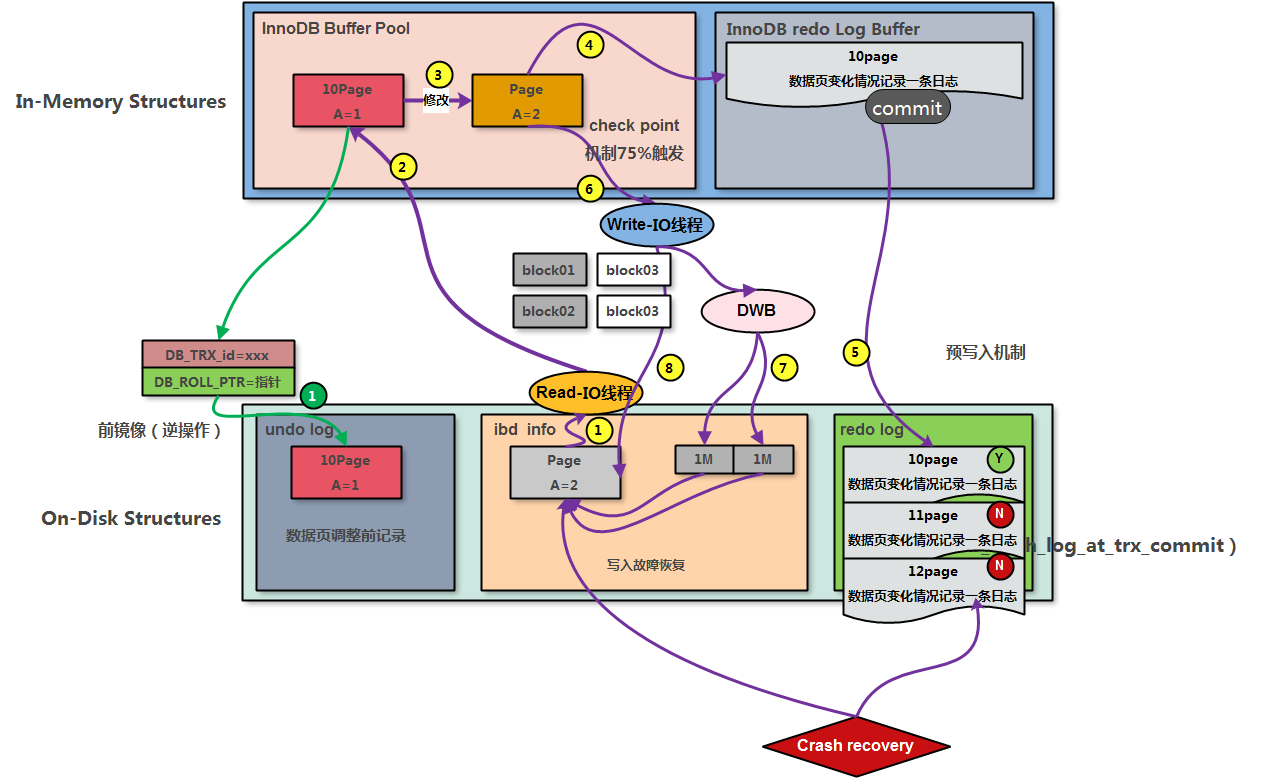 InnoDB Buffer Pool
InnoDB redo Log Buffer
4
10page
数据页变化情况记录一条日志
commit
3
10Page
A=1
修改
Page
A=2
In-Memory Structures
check point
机制75%触发
2
6
Write-IO线程
block01
block03
block02
block03
DWB
DB_TRX_id=xxx
DB_ROLL_PTR=指针
1
前镜像（逆操作）
8
7
5
预写入机制
Read-IO线程
1
undo log
10Page
A=1
数据页调整前记录
ibd info
Page
A=2
1M
1M
写入故障恢复
redo log
10page
Y
数据页变化情况记录一条日志
11page
N
数据页变化情况记录一条日志
h_log_at_trx_commit）
12page
N
数据页变化情况记录一条日志
On-Disk Structures
Crash recovery